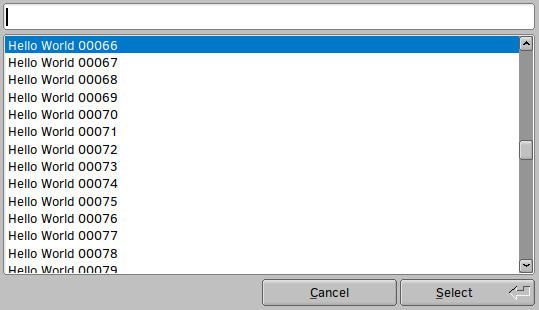 Hello World 00066
Hello World 00067
Hello World 00068
Hello World 00069
Hello World 00070
Hello World 00071
Hello World 00072
Hello World 00073
Hello World 00074
Hello World 00075
Hello World 00076
Hello World 00077
Hello World 00078
Hello World 00079
Cancel
Select